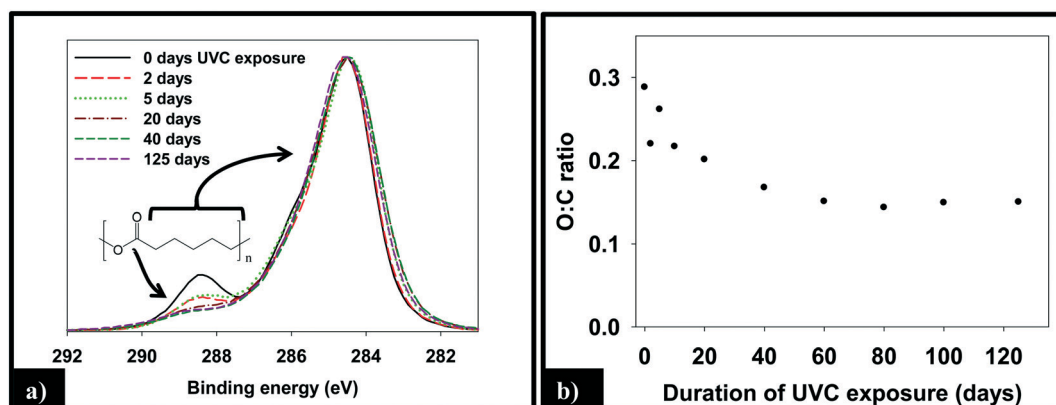 0 days UVC exposure
2 days
5 days
20 days
40 days
125 days
O
O
n
292 290 288 286 284 282
Binding energy (eV)
a)
O:C ratio
0.3
0.2
0.1
0.0
0 20 40 60 80 100 120
Duration of UVC exposure (days)
b)